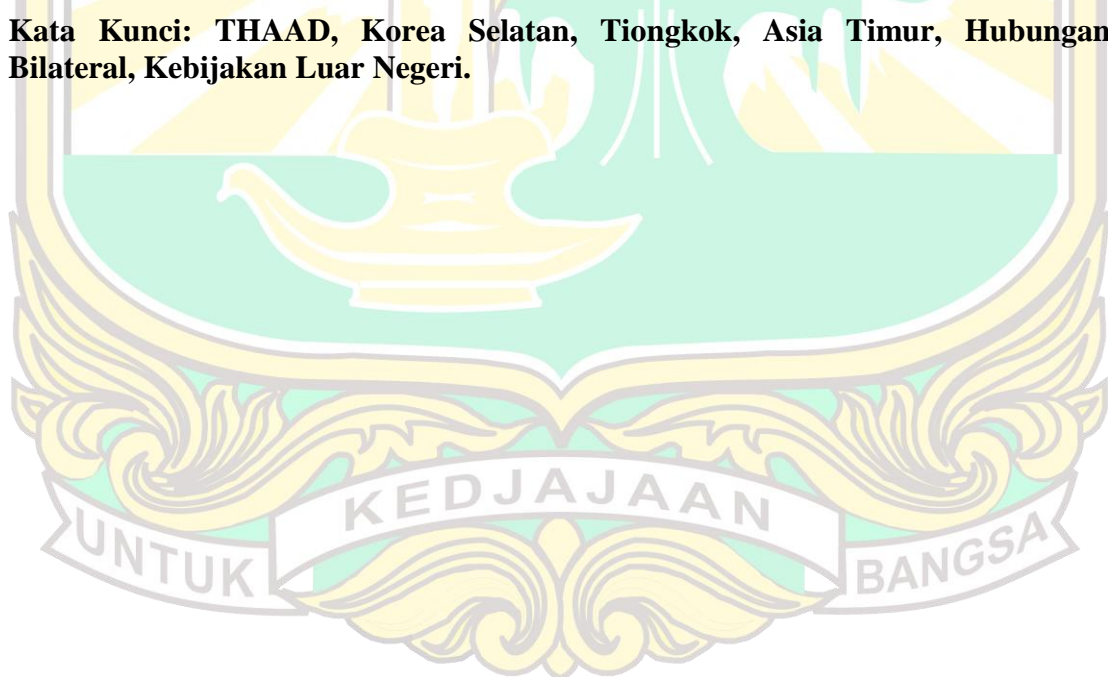 Kata Kunci: THAAD, Korea Selatan, Tiongkok, Asia Timur, Hubungan
Bilateral, Kebijakan Luar Negeri.
UNTUK KEDJAJAAN BANGSA